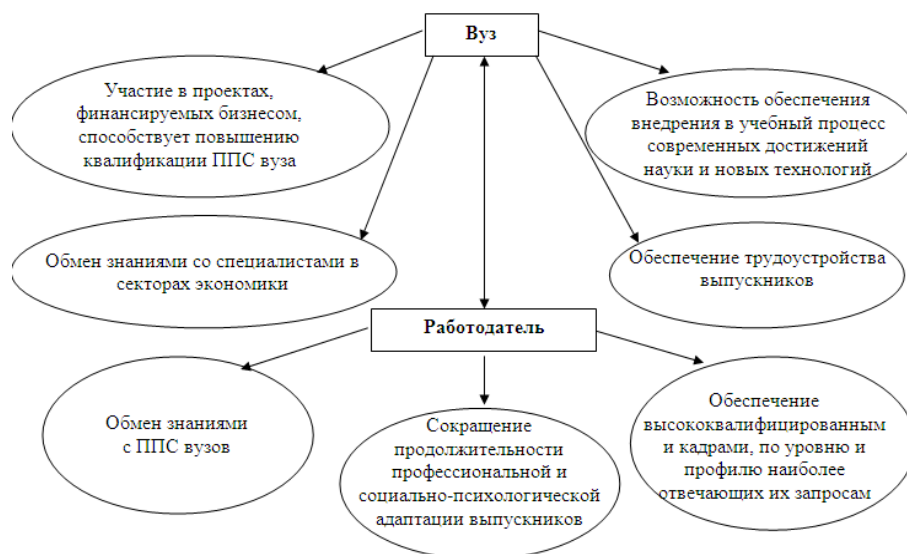 Вуз
Участие в проектах,
финансируемых бизнесом,
способствует повышению
квалификации ППС вуза
Возможность обеспечения
внедрения в учебный процесс
современных достижений
науки и новых технологий
Обмен знаниями со специалистами в
секторах экономики
Обеспечение трудоустройства
выпускников
Работодатель
Обмен знаниями
с ППС вузов
Сокращение
продолжительности
профессиональной и
социально-психологической
адаптации выпускников
Обеспечение
высококвалифицированным
и кадрами, по уровню и
профилю наиболее
отвечающих их запросам